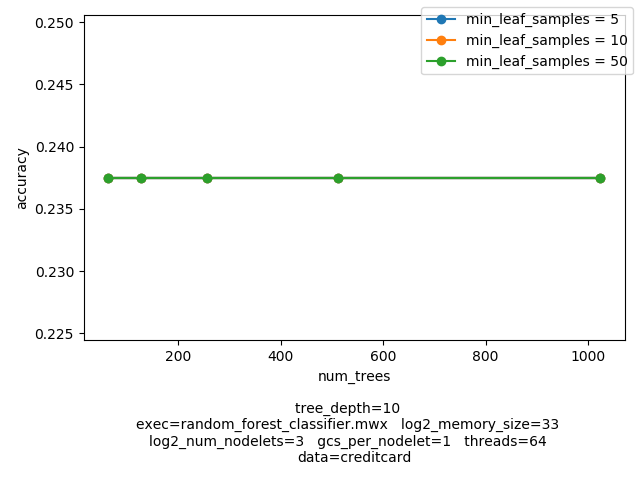 min_leaf_samples = 5
min_leaf_samples = 10
min_leaf_samples = 50
0.250
0.245
0.240
0.235
0.230
0.225
accuracy
200 400 600 800 1000
num_trees
tree_depth=10
exec=random_forest_classifier.mwx log2_memory_size=33
log2_num_nodelets=3 gcs_per_nodelet=1 threads=64
data=creditcard